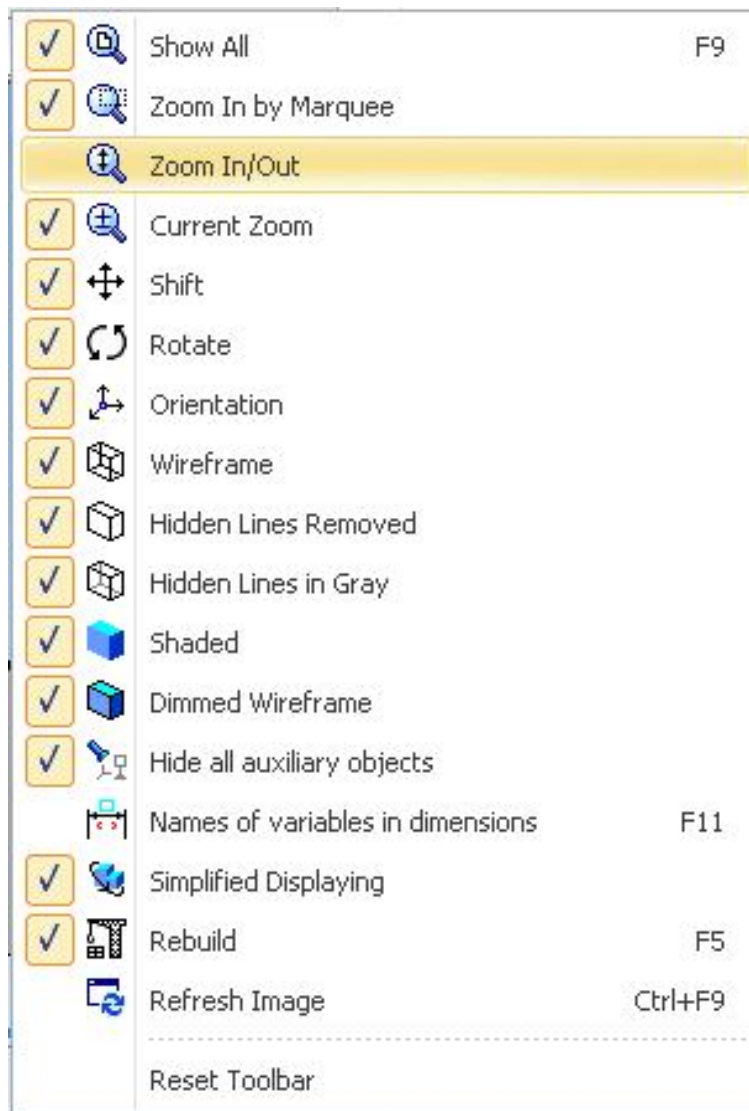 Show All F9
Zoom In by Marquee
Zoom In/Out
Current Zoom
Shift
Rotate
Orientation
Wireframe
Hidden Lines Removed
Hidden Lines in Gray
Shaded
Dimmed Wireframe
Hide all auxiliary objects
Names of variables in dimensions F11
Simplified Displaying
Rebuild F5
Refresh Image Ctrl+F9
Reset Toolbar